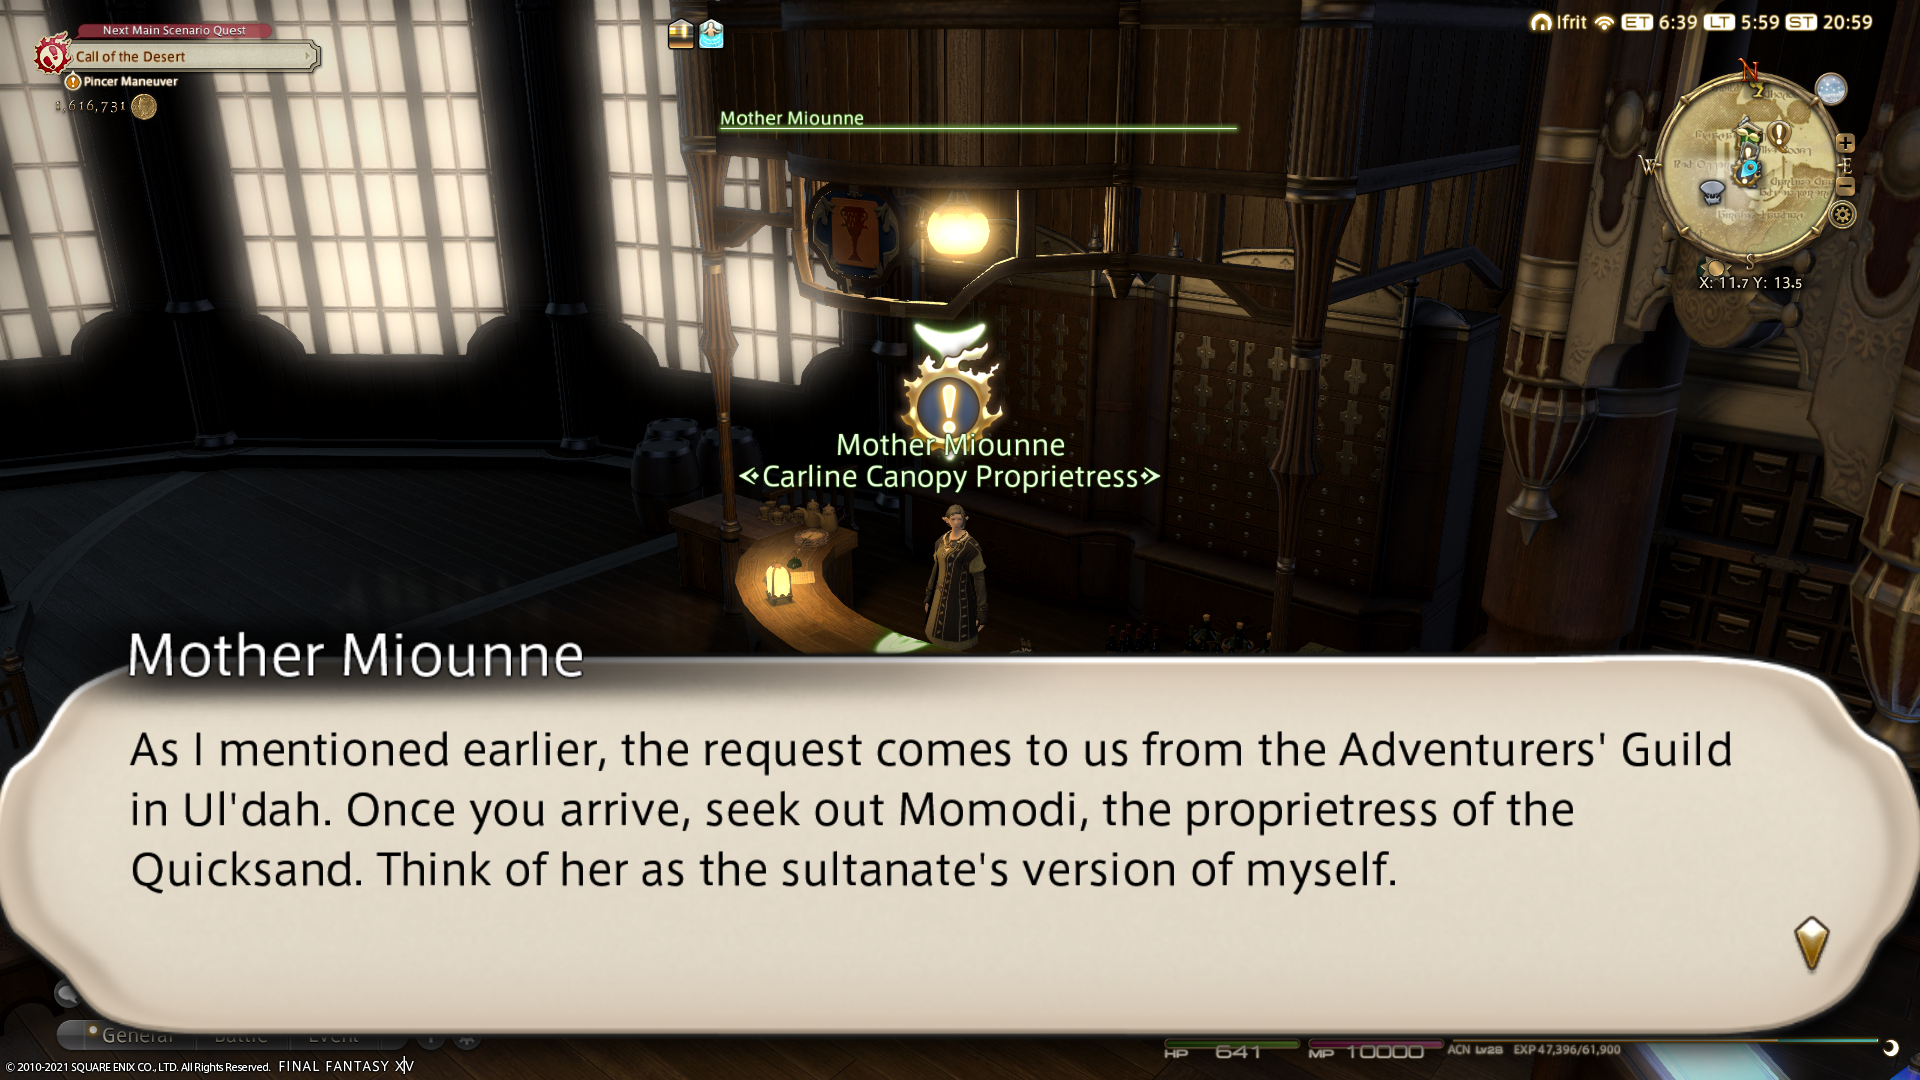 Next Main Scenario Quest
Call of the Desert
Pincer Maneuver
1,616,731
Ifrit ET 6:39 LT 5:59 ST 20:59
N
W
E
S
X: 11.7 Y: 13.5
Mother Miounne
Mother Miounne
Carline Canopy Proprietress
Mother Miounne
As I mentioned earlier, the request comes to us from the Adventurers' Guild
in Ul'dah. Once you arrive, seek out Momodi, the proprietress of the
Quicksand. Think of her as the sultanate's version of myself.
General Battle Event
HP 641 MP 10000 ACN Lv28 EXP 47,396/61,900
© 2010-2021 SQUARE ENIX CO., LTD. All Rights Reserved. FINAL FANTASY XIV